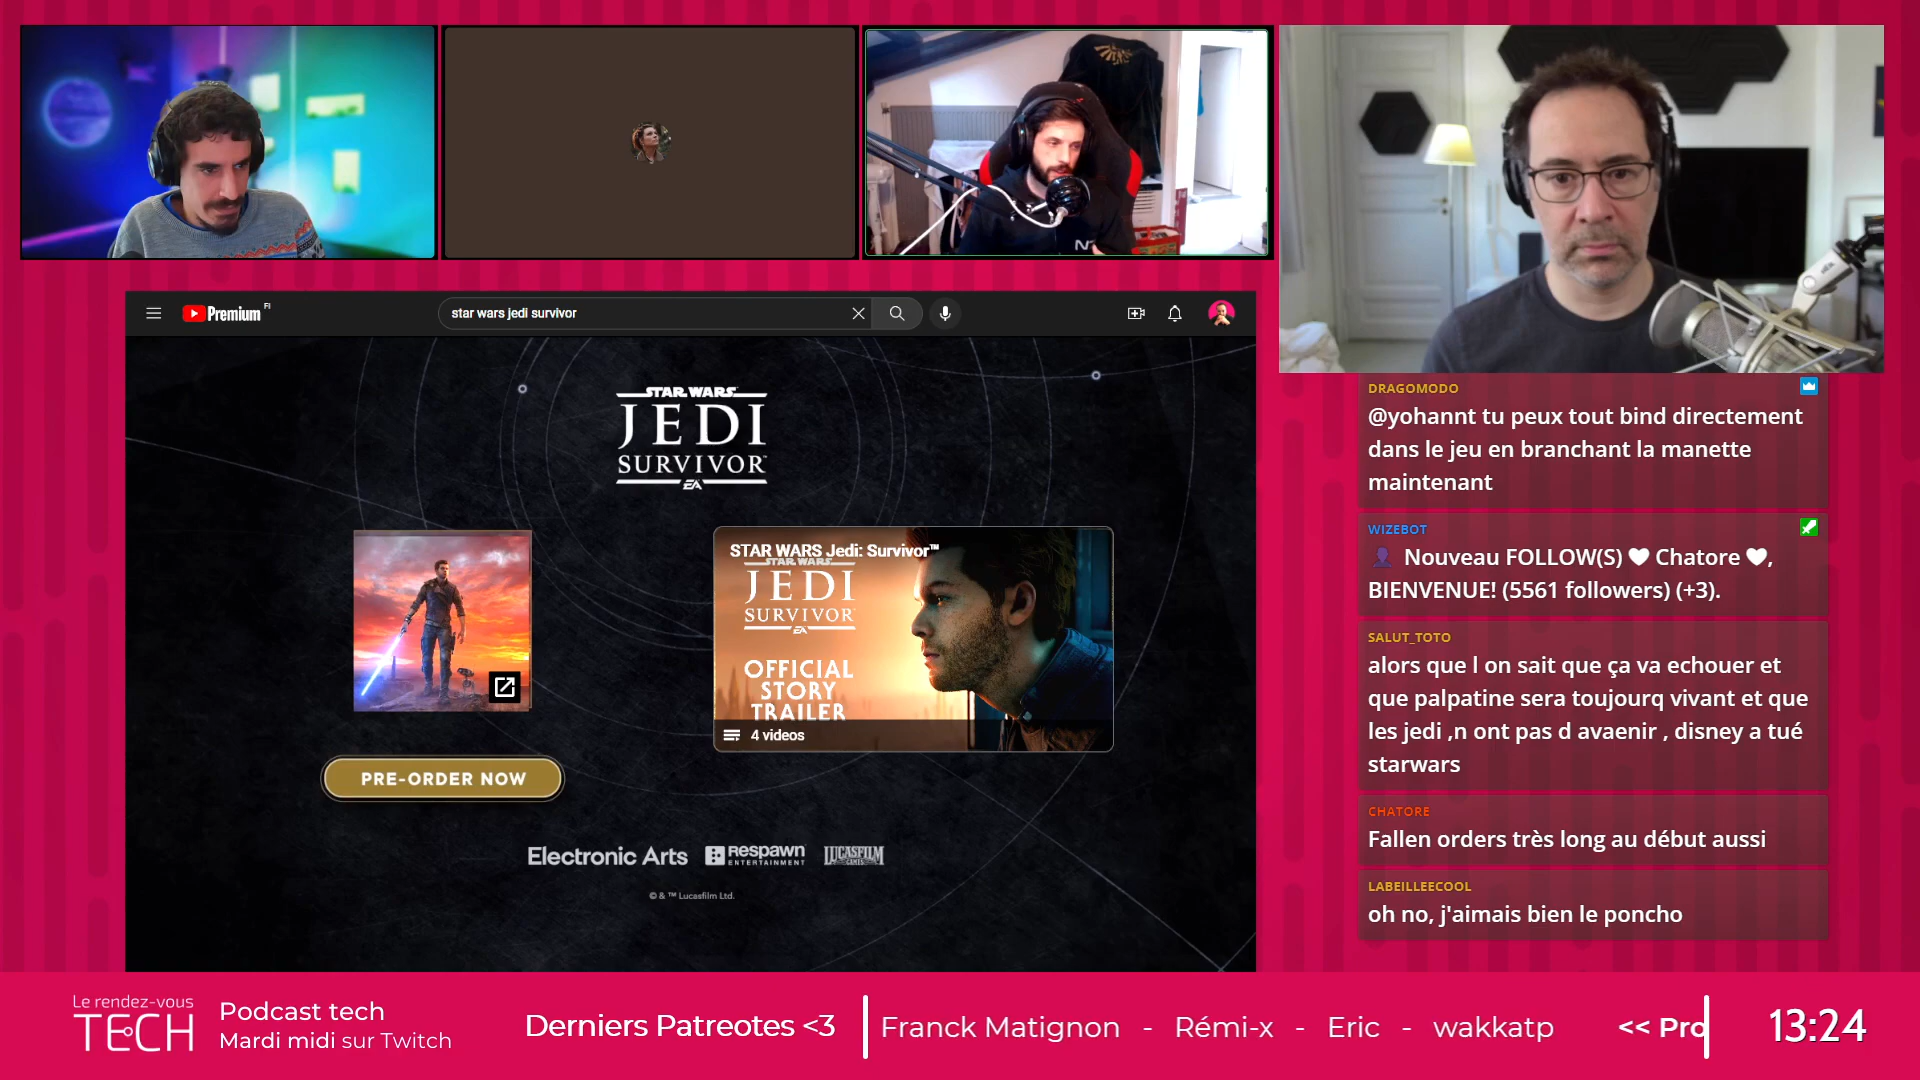 Premium FI
star wars jedi survivor
STAR WARS
JEDI
SURVIVOR
EA
STAR WARS Jedi: Survivor™
STAR WARS
JEDI
SURVIVOR
EA
OFFICIAL
STORY
TRAILER
4 videos
PRE-ORDER NOW
Electronic Arts
RESPAWN
ENTERTAINMENT
LUCASFILM
GAMES
© & ™ Lucasfilm Ltd.
DRAGOMODO
@yohannt tu peux tout bind directement
dans le jeu en branchant la manette
maintenant
WIZEBOT
Nouveau FOLLOW(S) ♥ Chatore ♥,
BIENVENUE! (5561 followers) (+3).
SALUT_TOTO
alors que l on sait que ça va echouer et
que palpatine sera toujourq vivant et que
les jedi ,n ont pas d avaenir , disney a tué
starwars
CHATORE
Fallen orders très long au début aussi
LABEILLEECOOL
oh no, j'aimais bien le poncho
Le rendez-vous
TECH
Podcast tech
Mardi midi sur Twitch
Derniers Patreotes <3
Franck Matignon - Rémi-x - Eric - wakkatp
<< Pro
13:24